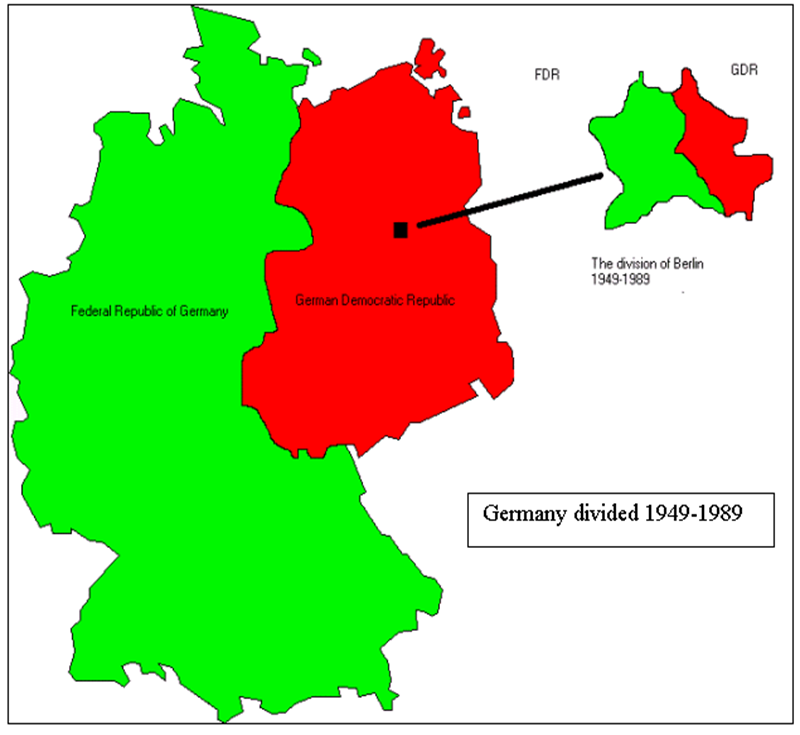 FDR
GDR
The division of Berlin
1949-1989
Federal Republic of Germany
German Democratic Republic
Germany divided 1949-1989